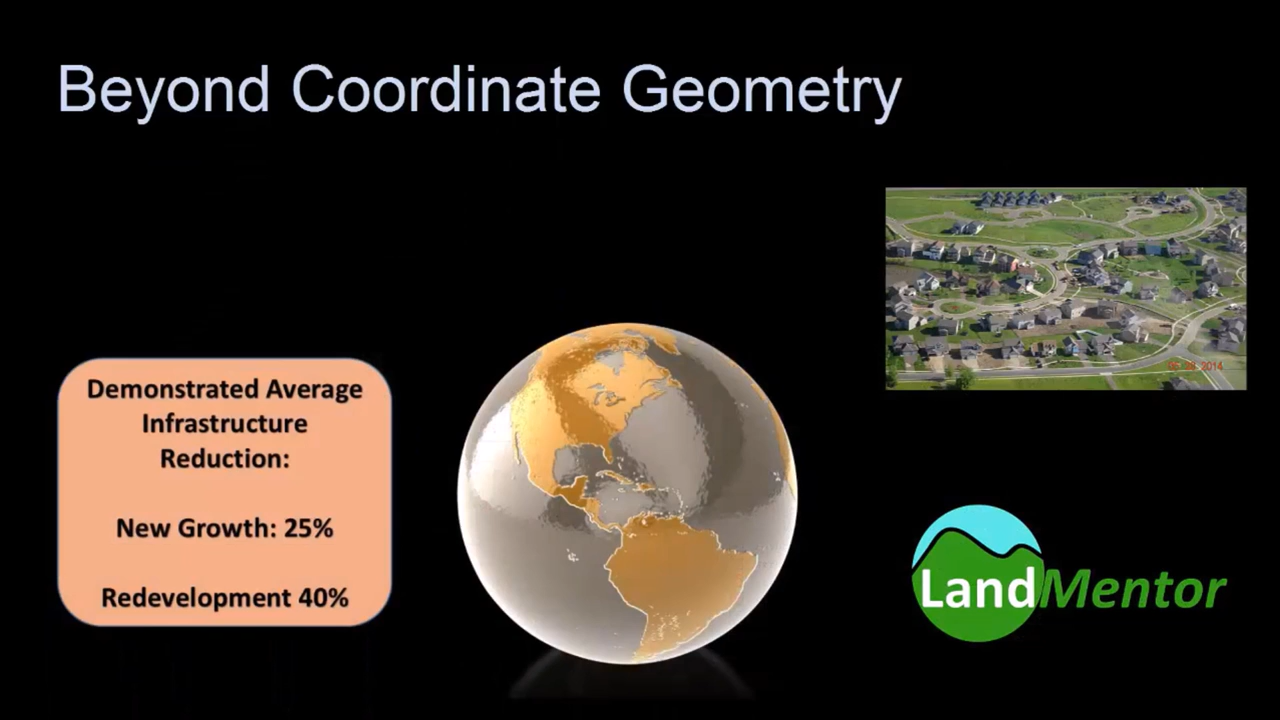 Beyond Coordinate Geometry
Demonstrated Average
Infrastructure
Reduction:
New Growth: 25%
Redevelopment 40%
LandMentor